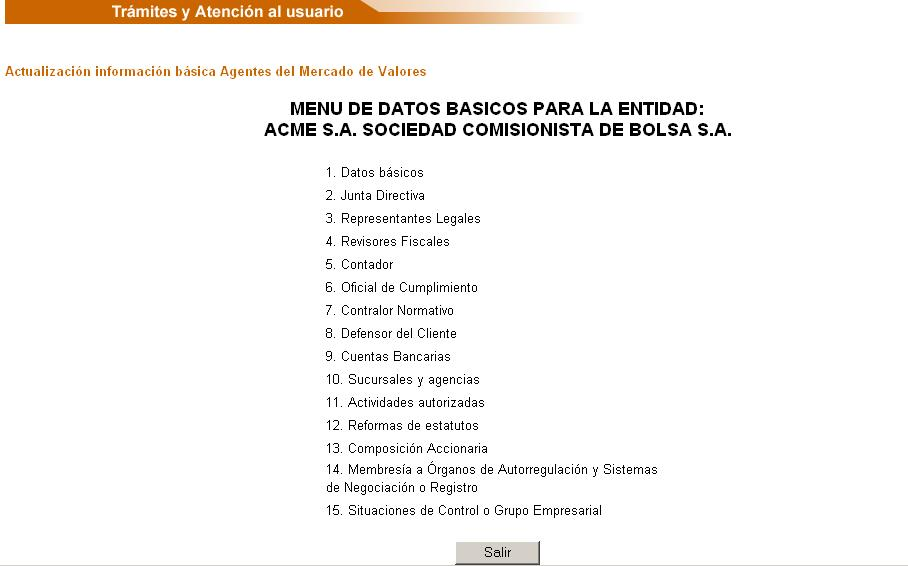 Trámites y Atención al usuario
Actualización información básica Agentes del Mercado de Valores
MENU DE DATOS BASICOS PARA LA ENTIDAD:
ACME S.A. SOCIEDAD COMISIONISTA DE BOLSA S.A.
1. Datos básicos
2. Junta Directiva
3. Representantes Legales
4. Revisores Fiscales
5. Contador
6. Oficial de Cumplimiento
7. Contralor Normativo
8. Defensor del Cliente
9. Cuentas Bancarias
10. Sucursales y agencias
11. Actividades autorizadas
12. Reformas de estatutos
13. Composición Accionaria
14. Membresía a Órganos de Autorregulación y Sistemas
de Negociación o Registro
15. Situaciones de Control o Grupo Empresarial
Salir